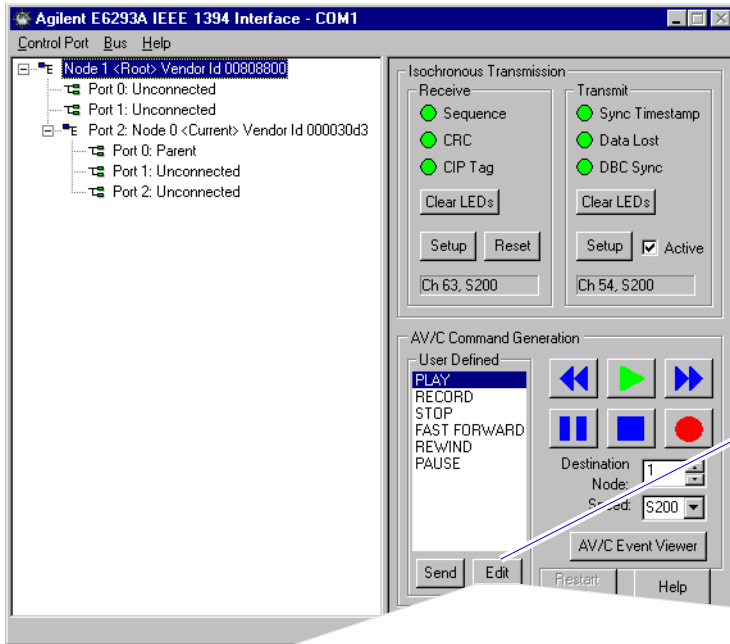 Agilent E6293A IEEE 1394 Interface - COM1
Control Port Bus Help
Node 1 <Root> Vendor Id 00808800
Port 0: Unconnected
Port 1: Unconnected
Port 2: Node 0 <Current> Vendor Id 000030d3
Port 0: Parent
Port 1: Unconnected
Port 2: Unconnected
Isochronous Transmission
Receive
Sequence
CRC
CIP Tag
Clear LEDs
Setup Reset
Ch 63, S200
Transmit
Sync Timestamp
Data Lost
DBC Sync
Clear LEDs
Setup Active
Ch 54, S200
AV/C Command Generation
User Defined
PLAY
RECORD
STOP
FAST FORWARD
REWIND
PAUSE
Send Edit
Destination
Node: 1
Speed: S200
AV/C Event Viewer
Restart
Help